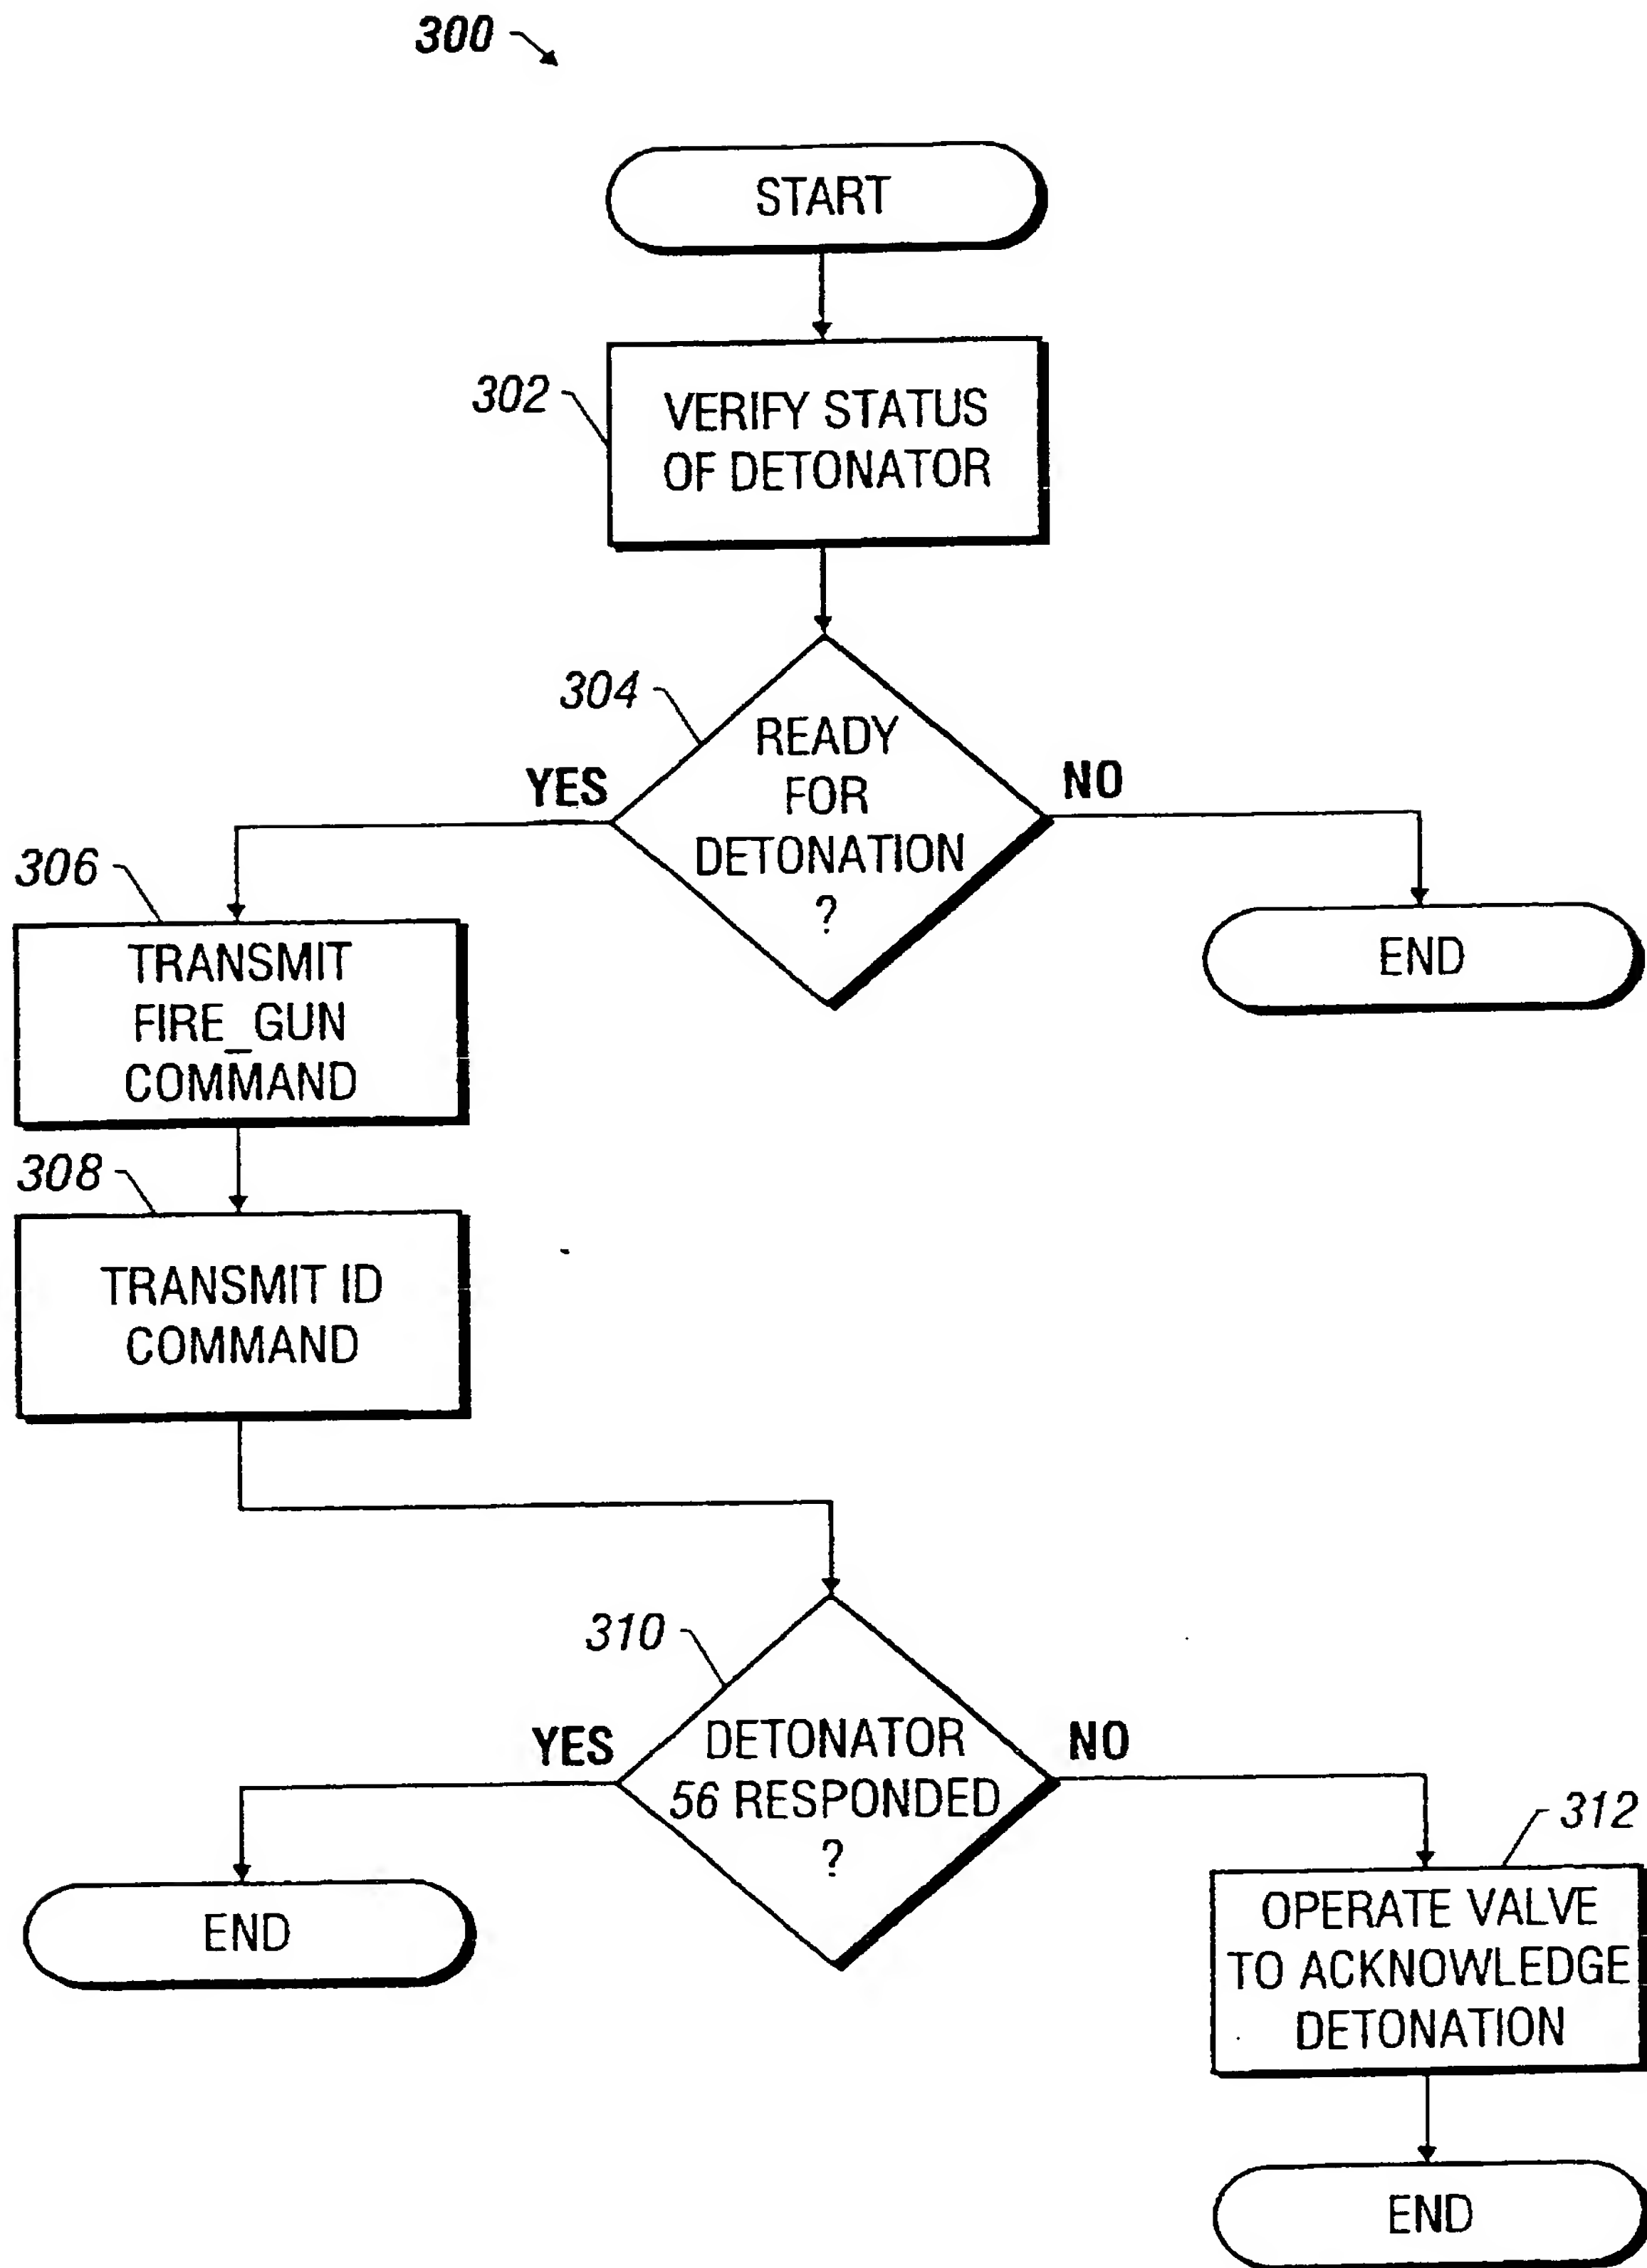 300
START
302
VERIFY STATUS
OF DETONATOR
304
READY
FOR
DETONATION
?
YES
NO
306
TRANSMIT
FIRE_GUN
COMMAND
END
308
TRANSMIT ID
COMMAND
310
DETONATOR
56 RESPONDED
?
YES
NO
END
312
OPERATE VALVE
TO ACKNOWLEDGE
DETONATION
END